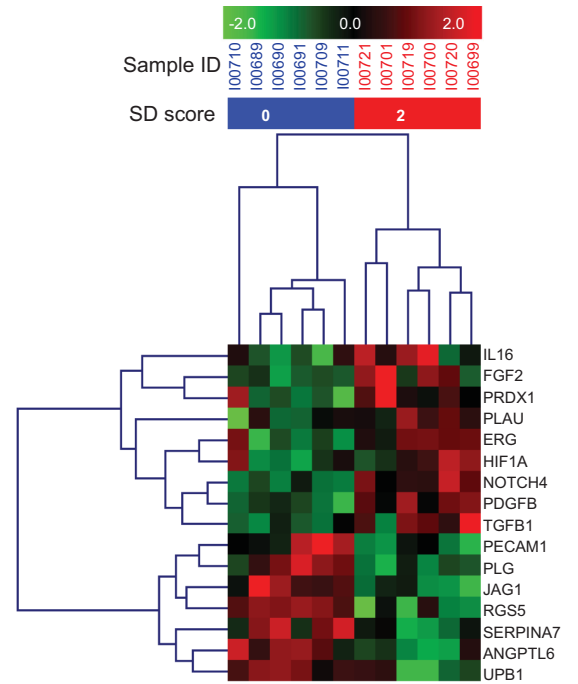 -2.0 0.0 2.0
Sample ID I00710 I00689 I00690 I00691 I00709 I00711 I00721 I00701 I00719 I00700 I00720 I00699
SD score 0 2
IL16
FGF2
PRDX1
PLAU
ERG
HIF1A
NOTCH4
PDGFB
TGFB1
PECAM1
PLG
JAG1
RGS5
SERPINA7
ANGPTL6
UPB1